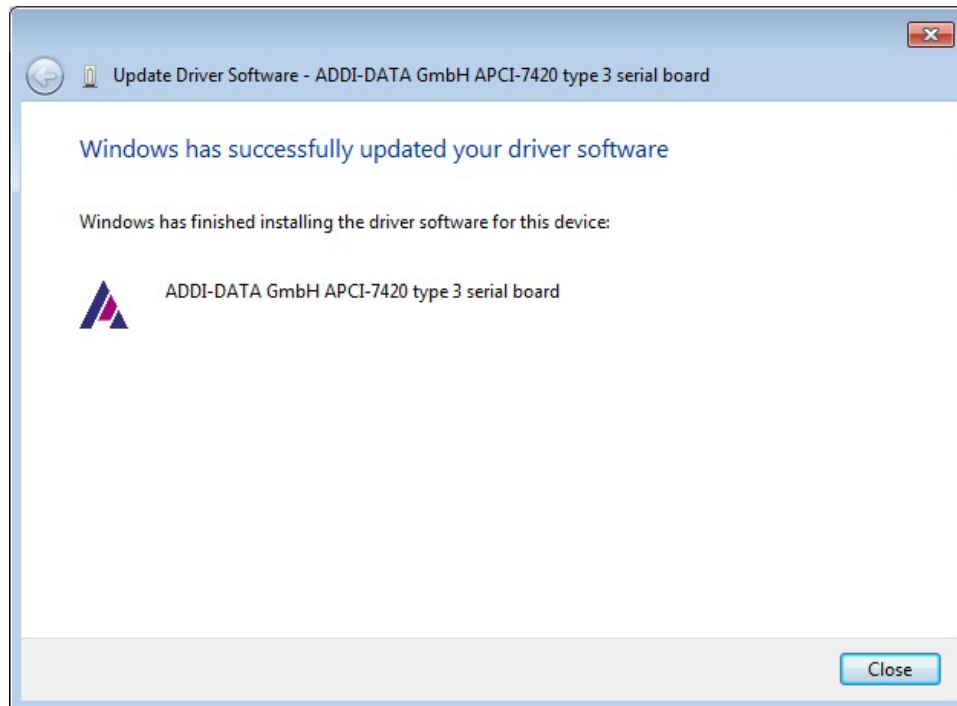 Update Driver Software - ADDI-DATA GmbH APCI-7420 type 3 serial board
Windows has successfully updated your driver software
Windows has finished installing the driver software for this device:
ADDI-DATA GmbH APCI-7420 type 3 serial board
Close